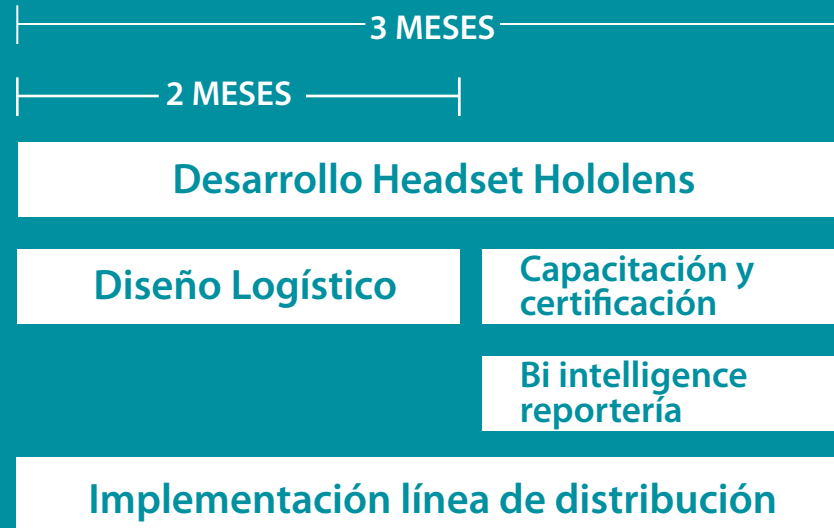 3 MESES
2 MESES
Desarrollo Headset Hololens
Diseño Logístico
Capacitación y
certificación
Bi intelligence
reportería
Implementación línea de distribución